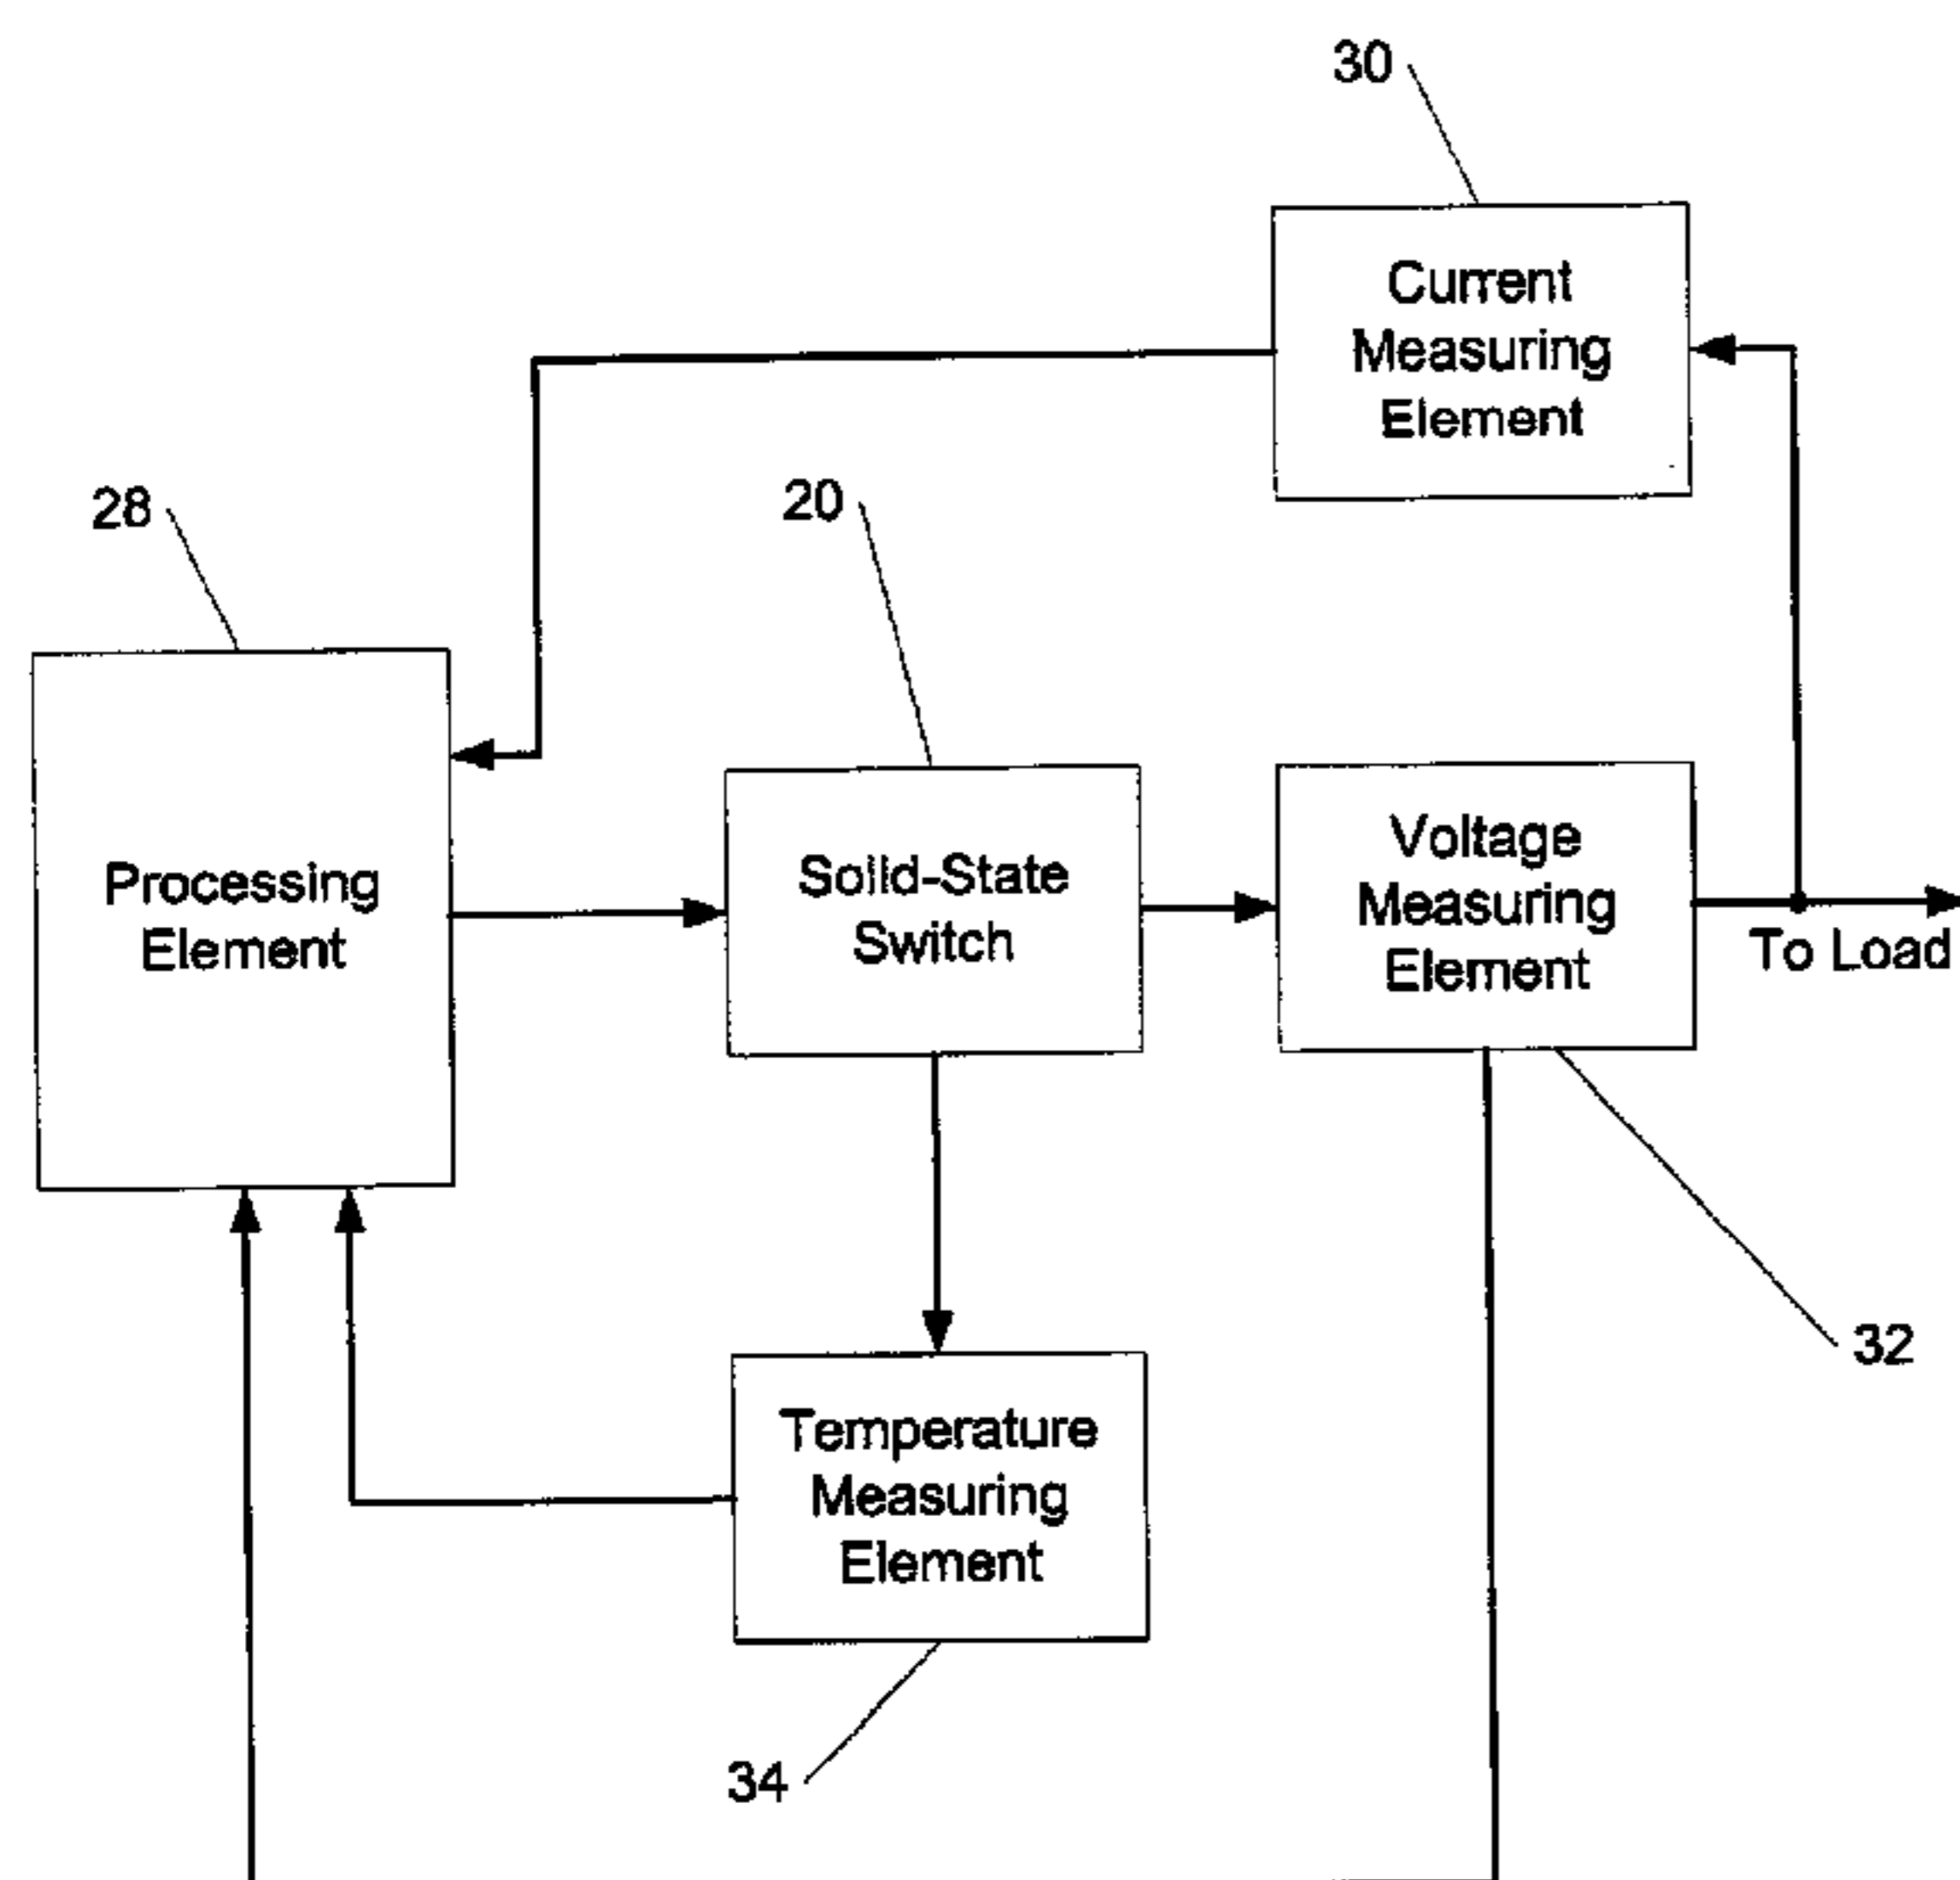 30
Current
Measuring
Element
28
20
Processing
Element
Solid-State
Switch
Voltage
Measuring
Element
To Load
32
Temperature
Measuring
Element
34